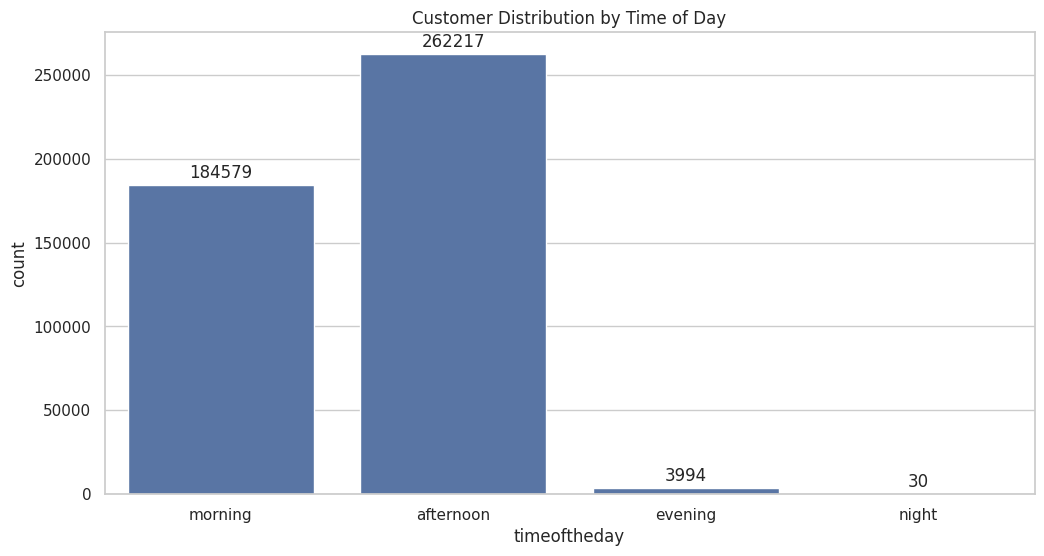 Customer Distribution by Time of Day
262217
250000
200000
184579
150000
count
100000
50000
3994
30
0
morning afternoon evening night
timeoftheday